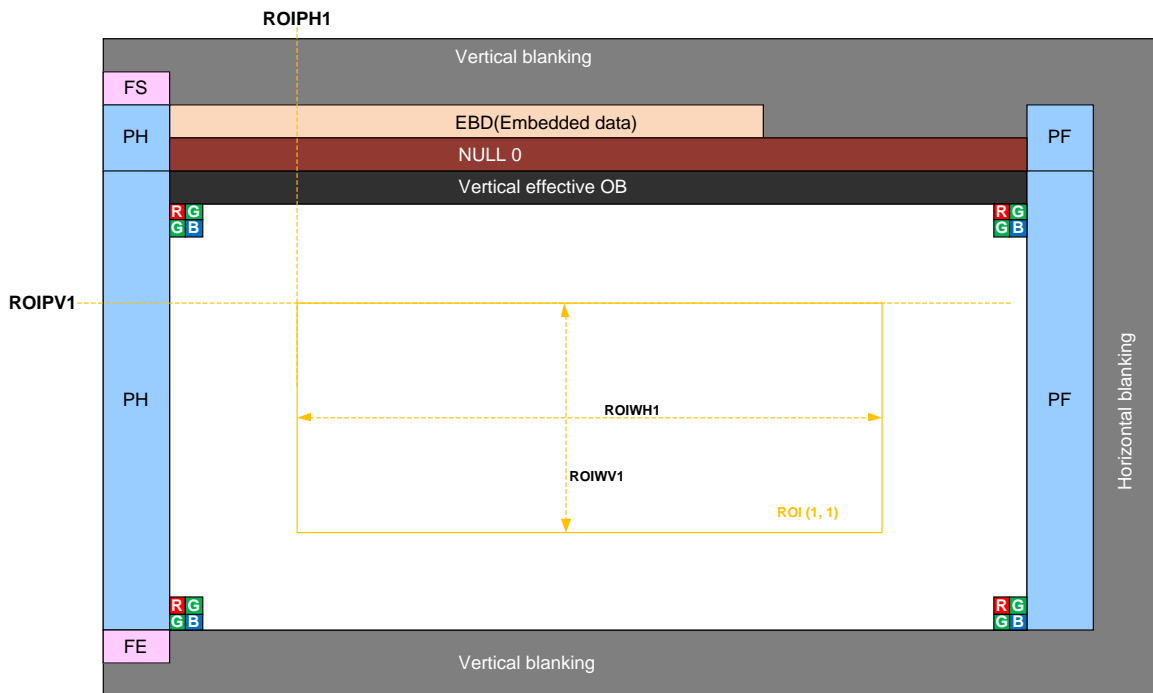 ROIPH1
Vertical blanking
FS
EBD(Embedded data)
PH
PF
NULL 0
Vertical effective OB
R G
G B
R G
G B
ROIPV1
Horizontal blanking
PH
ROIWH1
PF
ROIWV1
ROI (1, 1)
R G
G B
R G
G B
FE
Vertical blanking